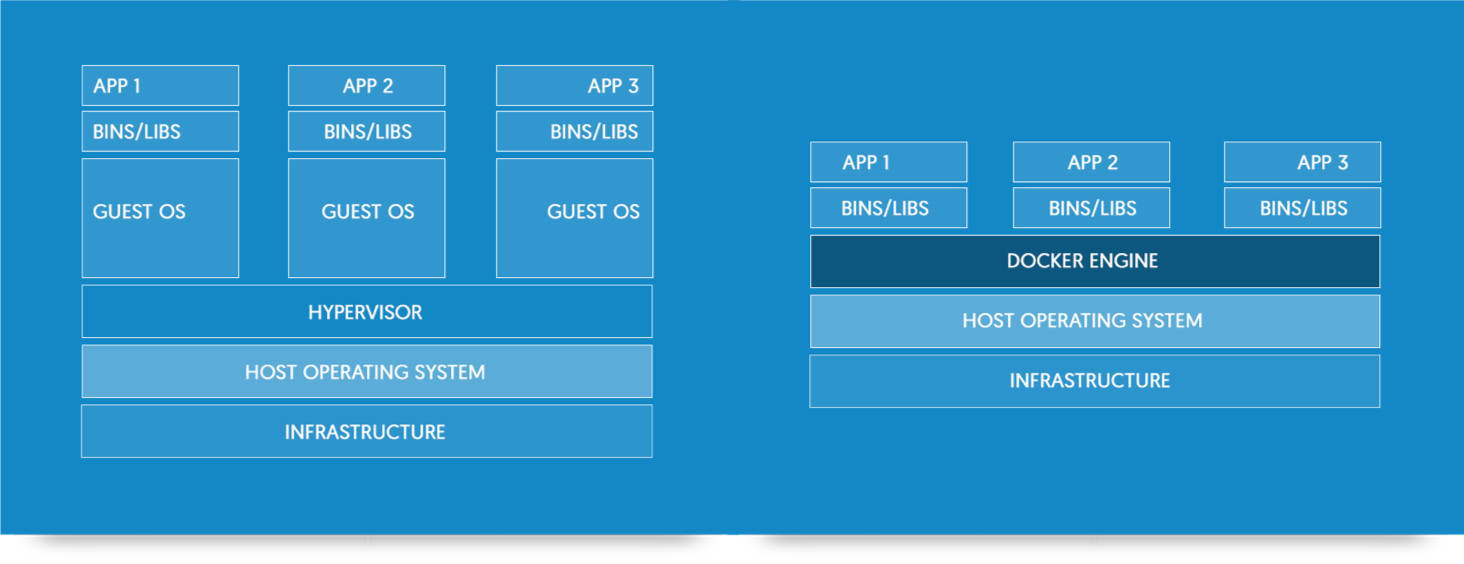 APP 1 APP 2 APP 3
BINS/LIBS BINS/LIBS BINS/LIBS
GUEST OS GUEST OS GUEST OS
HYPERVISOR
HOST OPERATING SYSTEM
INFRASTRUCTURE
APP 1 APP 2 APP 3
BINS/LIBS BINS/LIBS BINS/LIBS
DOCKER ENGINE
HOST OPERATING SYSTEM
INFRASTRUCTURE